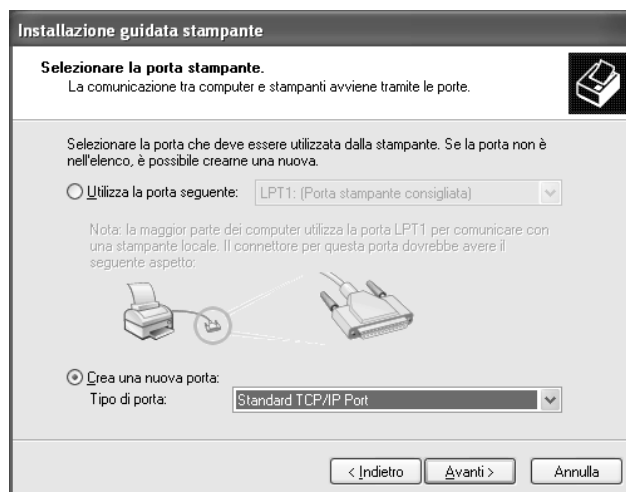 Installazione guidata stampante
Selezionare la porta stampante.
La comunicazione tra computer e stampanti avviene tramite le porte.
Selezionare la porta che deve essere utilizzata dalla stampante. Se la porta non è
nell'elenco, è possibile crearne una nuova.
Utilizza la porta seguente: LPT1: (Porta stampante consigliata)
Nota: la maggior parte dei computer utilizza la porta LPT1 per comunicare con
una stampante locale. Il connettore per questa porta dovrebbe avere il
seguente aspetto:
Crea una nuova porta:
Tipo di porta: Standard TCP/IP Port
< Indietro Avanti > Annulla